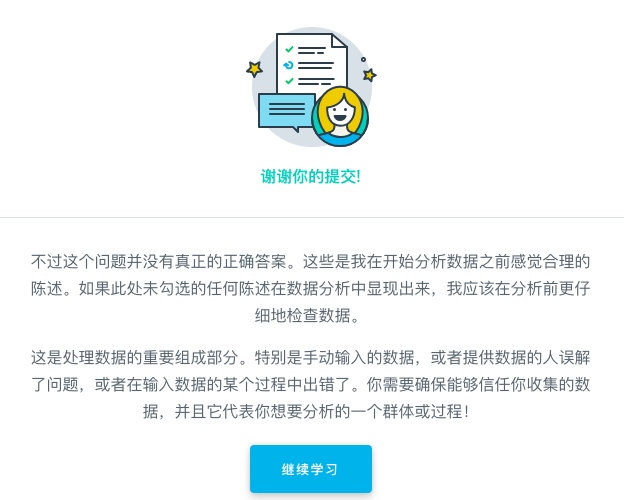 谢谢你的提交!
不过这个问题并没有真正的正确答案。这些是我在开始分析数据之前感觉合理的
陈述。如果此处未勾选的任何陈述在数据分析中显现出来，我应该在分析前更仔
细地检查数据。
这是处理数据的重要组成部分。特别是手动输入的数据，或者提供数据的人误解
了问题，或者在输入数据的某个过程中出错了。你需要确保能够信任你收集的数
据，并且它代表你想要分析的一个群体或过程！
继续学习